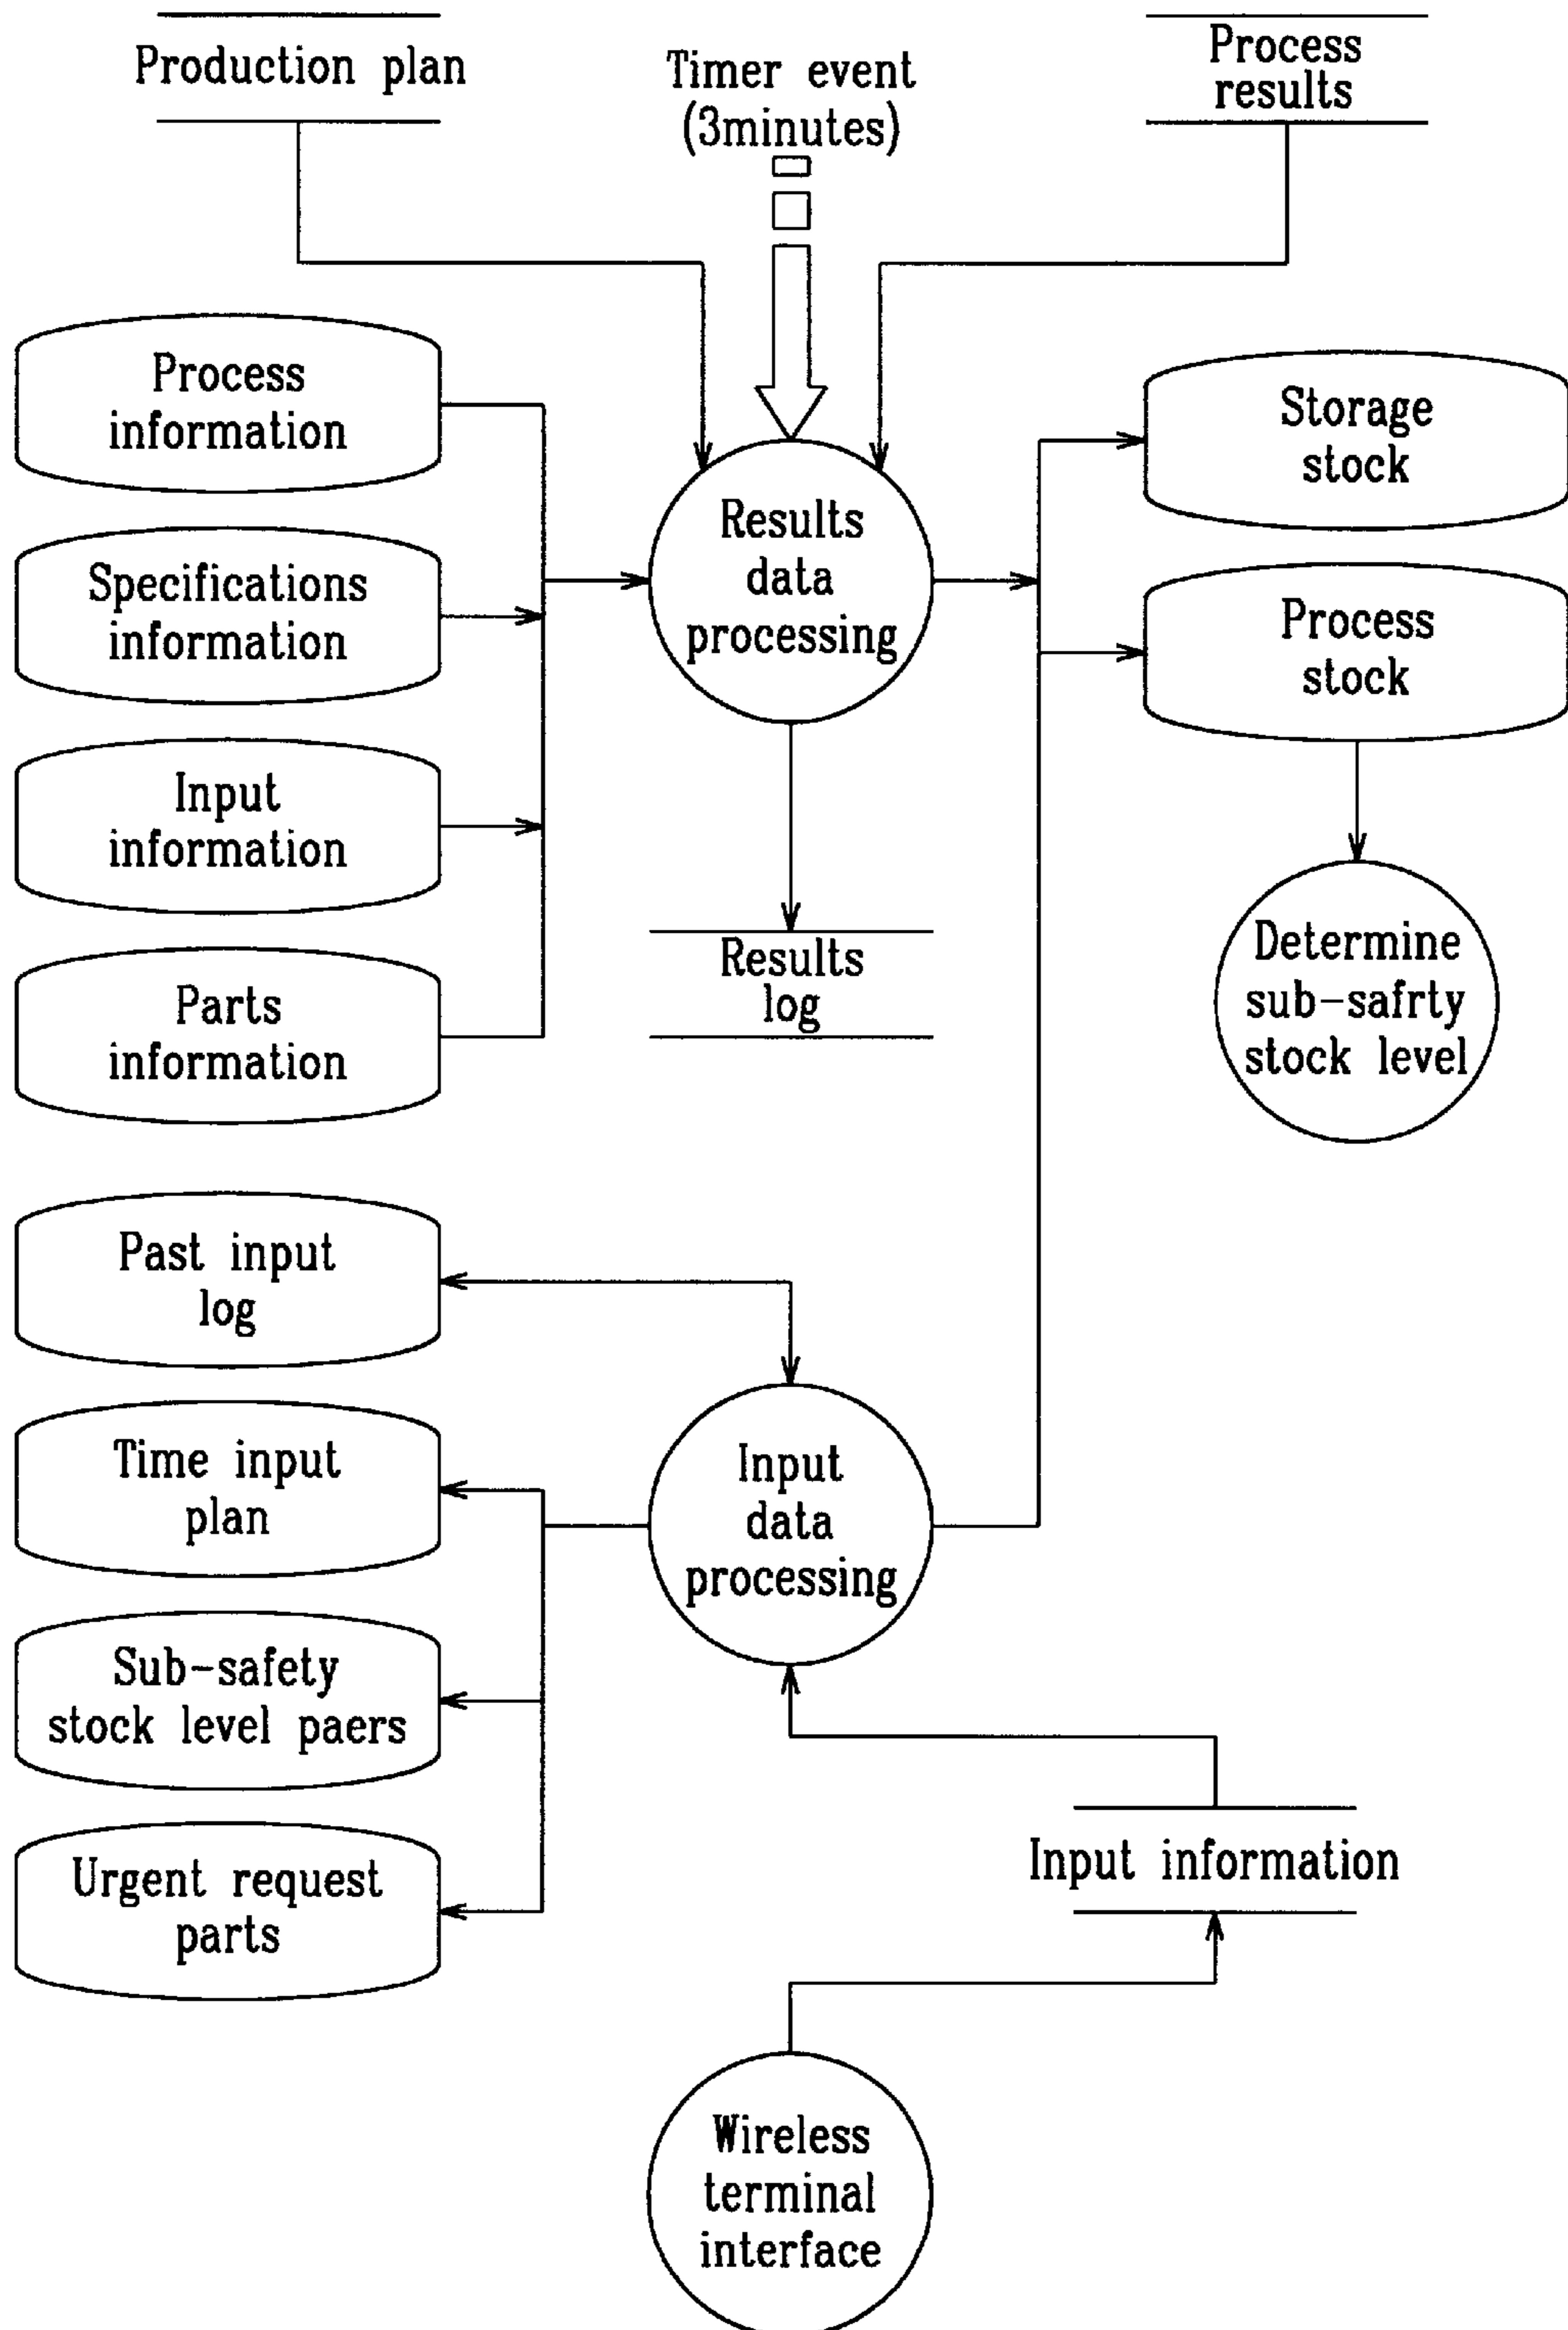 Production plan
Timer event
(3minutes)
Process
results
Process
information
Specifications
information
Input
information
Parts
information
Results
data
processing
Storage
stock
Process
stock
Results
log
Determine
sub-safrty
stock level
Past input
log
Time input
plan
Sub-safety
stock level paers
Urgent request
parts
Input
data
processing
Input information
Wireless
terminal
interface